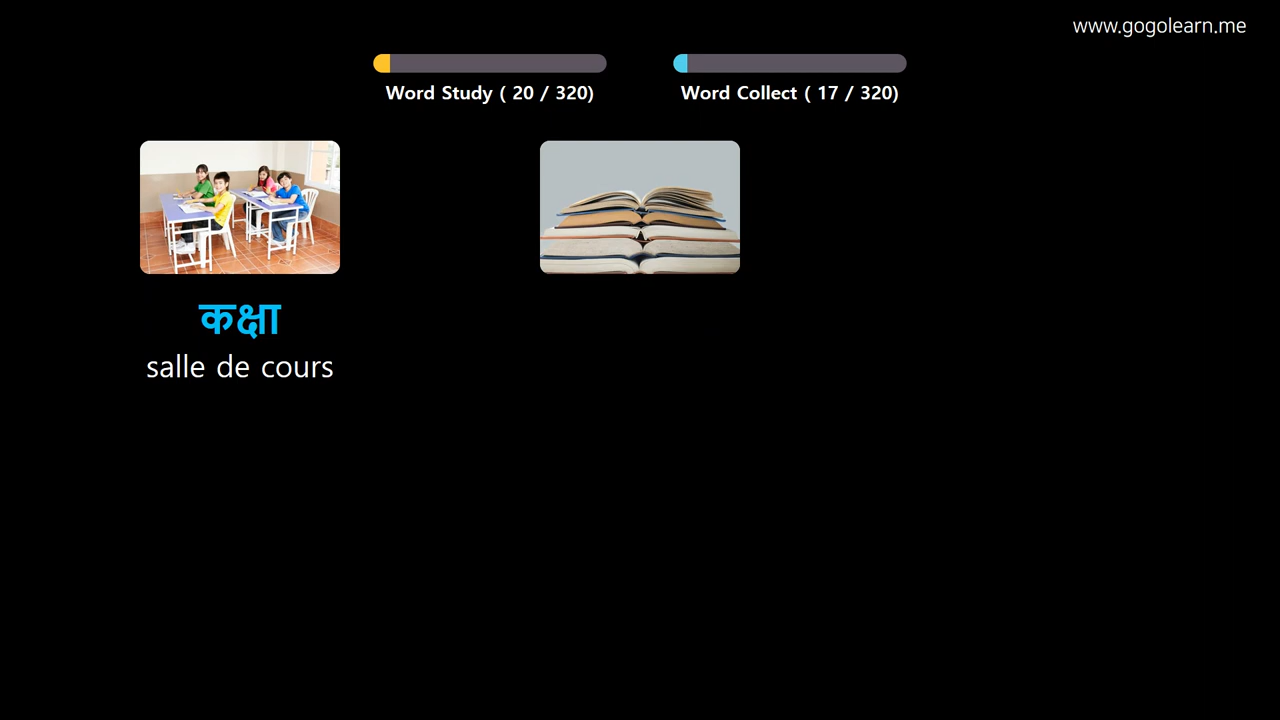 www.gogolearn.me
Word Study ( 20 / 320)
Word Collect ( 17 / 320)
कक्षा
salle de cours